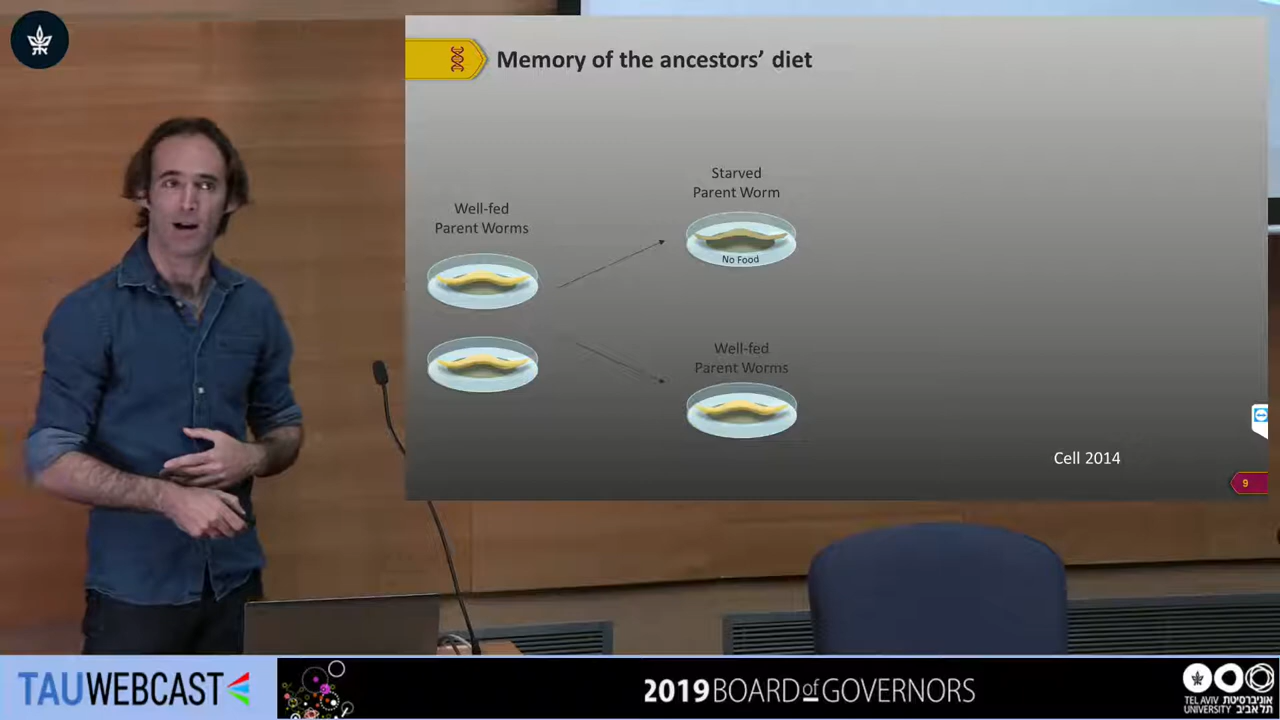 Memory of the ancestors' diet
Starved
Parent Worm
No Food
Well-fed
Parent Worms
Well-fed
Parent Worms
Cell 2014
9
TAUWEBCAST
2019 BOARD of GOVERNORS
TEL AVIV אוניברסיטת
UNIVERSITY תל אביב